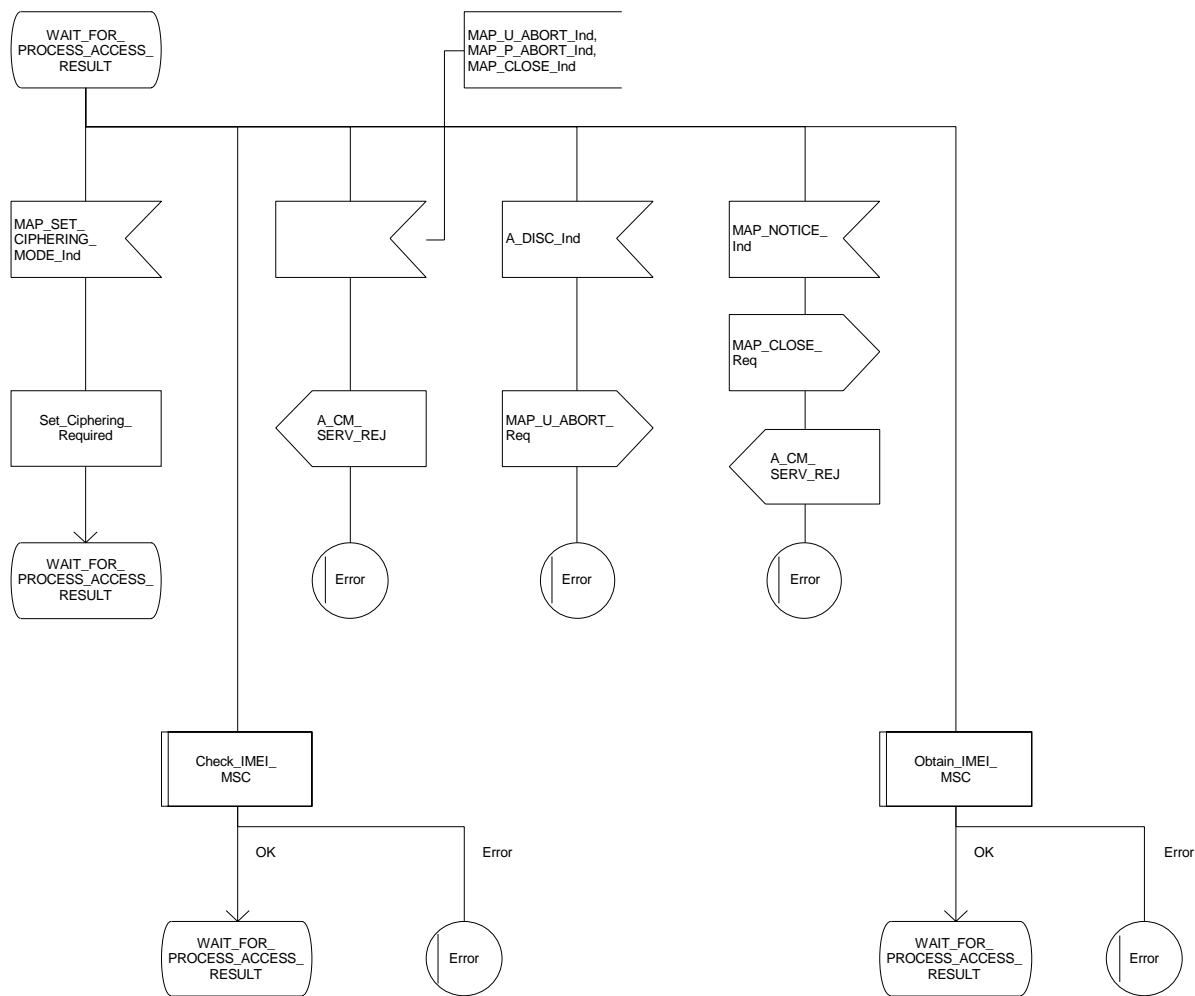 WAIT_FOR_
PROCESS_ACCESS_
RESULT
MAP_U_ABORT_Ind,
MAP_P_ABORT_Ind,
MAP_CLOSE_Ind
MAP_SET_
CIPHERING_
MODE_Ind
A_DISC_Ind
MAP_NOTICE_
Ind
MAP_CLOSE_
Req
Set_Ciphering_
Required
A_CM_
SERV_REJ
MAP_U_ABORT_
Req
A_CM_
SERV_REJ
WAIT_FOR_
PROCESS_ACCESS_
RESULT
Error
Error
Error
Check_IMEI_
MSC
Obtain_IMEI_
MSC
OK
Error
OK
Error
WAIT_FOR_
PROCESS_ACCESS_
RESULT
Error
WAIT_FOR_
PROCESS_ACCESS_
RESULT
Error